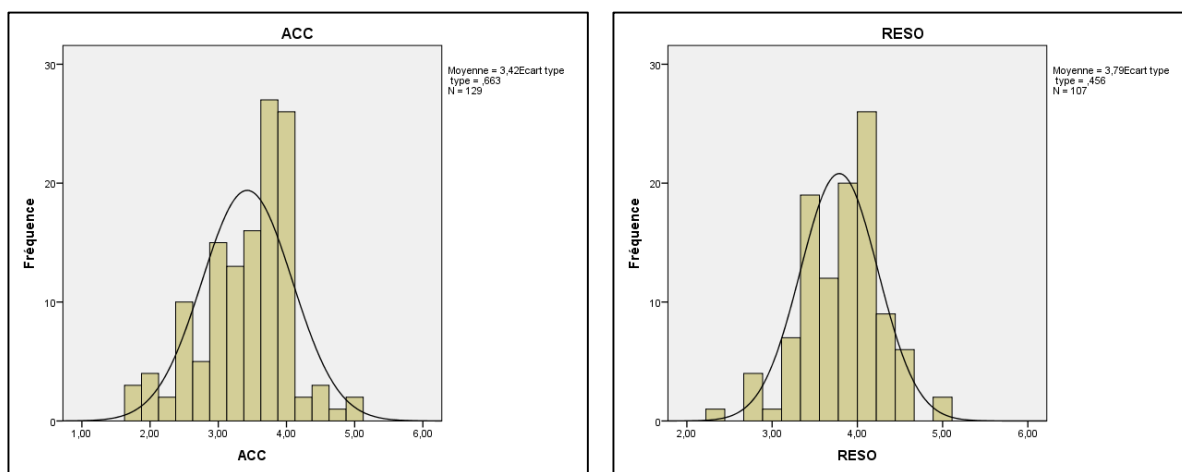 ACC
Moyenne = 3,42Ecart type
type = ,663
N = 129
30
20
10
0
Fréquence
1,00 2,00 3,00 4,00 5,00 6,00
ACC
RESO
Moyenne = 3,79Ecart type
type = ,456
N = 107
30
20
10
0
Fréquence
2,00 3,00 4,00 5,00 6,00
RESO